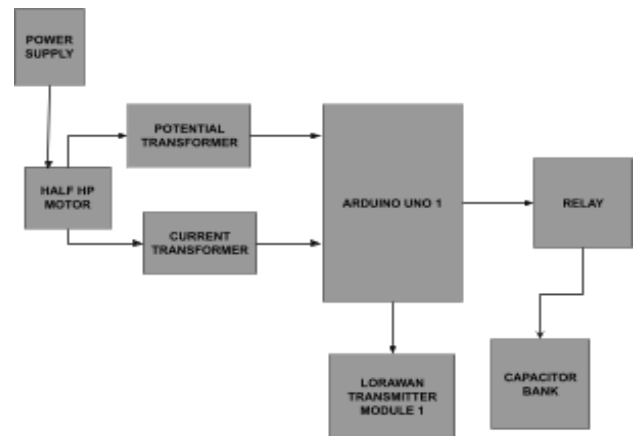 POWER
SUPPLY
POTENTIAL
TRANSFORMER
HALF HP
MOTOR
CURRENT
TRANSFORMER
ARDUINO UNO 1
RELAY
LORAWAN
TRANSMITTER
MODULE 1
CAPACITOR
BANK